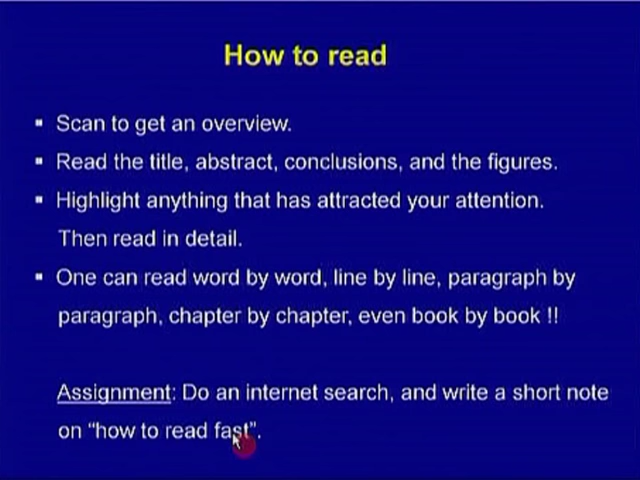 How to read
▪ Scan to get an overview.
▪ Read the title, abstract, conclusions, and the figures.
▪ Highlight anything that has attracted your attention.
Then read in detail.
▪ One can read word by word, line by line, paragraph by
paragraph, chapter by chapter, even book by book !!
Assignment: Do an internet search, and write a short note
on “how to read fast”.